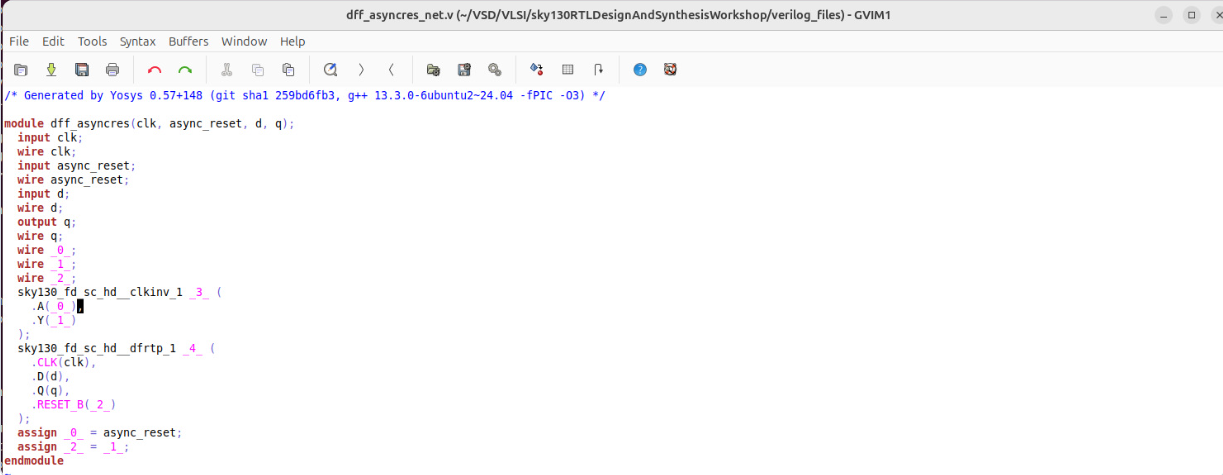 dff_asyncres_net.v (~/VSD/VLSI/sky130RTLDesignAndSynthesisWorkshop/verilog_files) - GVIM1
File Edit Tools Syntax Buffers Window Help
/* Generated by Yosys 0.57+148 (git sha1 259bd6fb3, g++ 13.3.0-6ubuntu2~24.04 -fPIC -O3) */
module dff_asyncres(clk, async_reset, d, q);
  input clk;
  wire clk;
  input async_reset;
  wire async_reset;
  input d;
  wire d;
  output q;
  wire q;
  wire _0_;
  wire _1_;
  wire _2_;
  sky130_fd_sc_hd__clkinv_1 _3_ (
    .A(_0_),
    .Y(_1_)
  );
  sky130_fd_sc_hd__dfrtp_1 _4_ (
    .CLK(clk),
    .D(d),
    .Q(q),
    .RESET_B(_2_)
  );
  assign _0_ = async_reset;
  assign _2_ = _1_;
endmodule